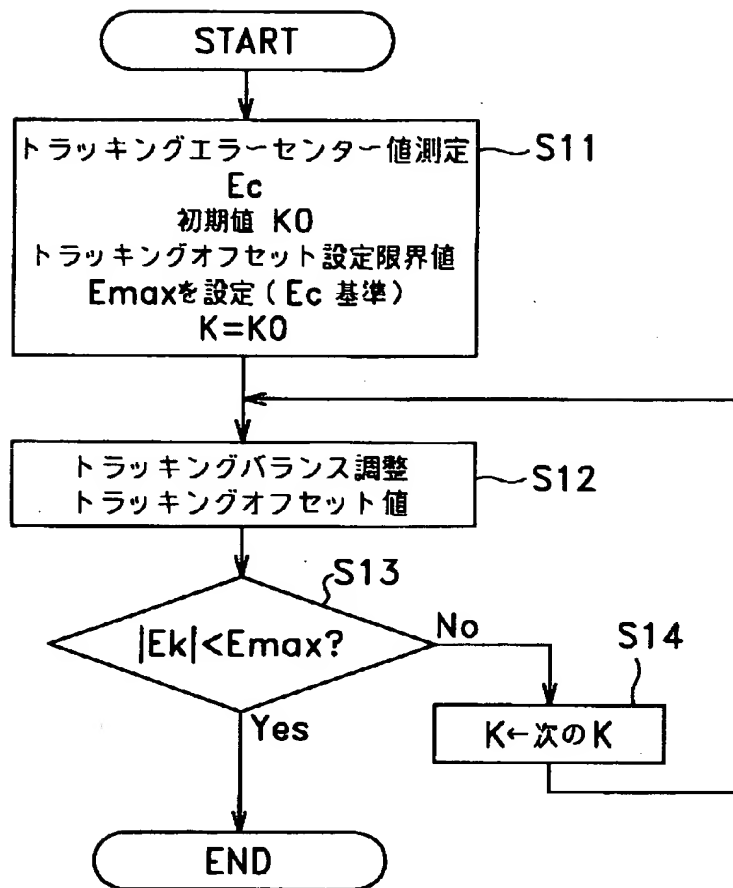 START
トラッキングエラーセンター値測定
Ec
初期値 K0
トラッキングオフセット設定限界値
Emaxを設定(Ec 基準)
K=K0
S11
トラッキングバランス調整
トラッキングオフセット値
S12
S13
|Ek|<Emax?
No
S14
Yes
K←次のK
END